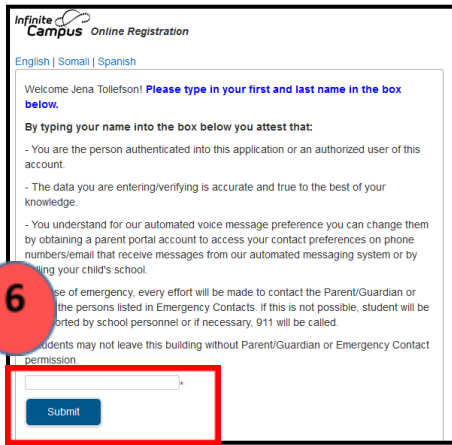 Infinite
Campus Online Registration
English | Somali | Spanish
Welcome Jena Tollefson! Please type in your first and last name in the box
below.
By typing your name into the box below you attest that:
- You are the person authenticated into this application or an authorized user of this
account.
- The data you are entering/verifying is accurate and true to the best of your
knowledge.
- You understand for our automated voice message preference you can change them
by obtaining a parent portal account to access your contact preferences on phone
numbers/email that receive messages from our automated messaging system or by
your child's school.
6
of emergency, every effort will be made to contact the Parent/Guardian or
the persons listed in Emergency Contacts. If this is not possible, student will be
by school personnel or if necessary, 911 will be called.
may not leave this building without Parent/Guardian or Emergency Contact
permission.
*
Submit